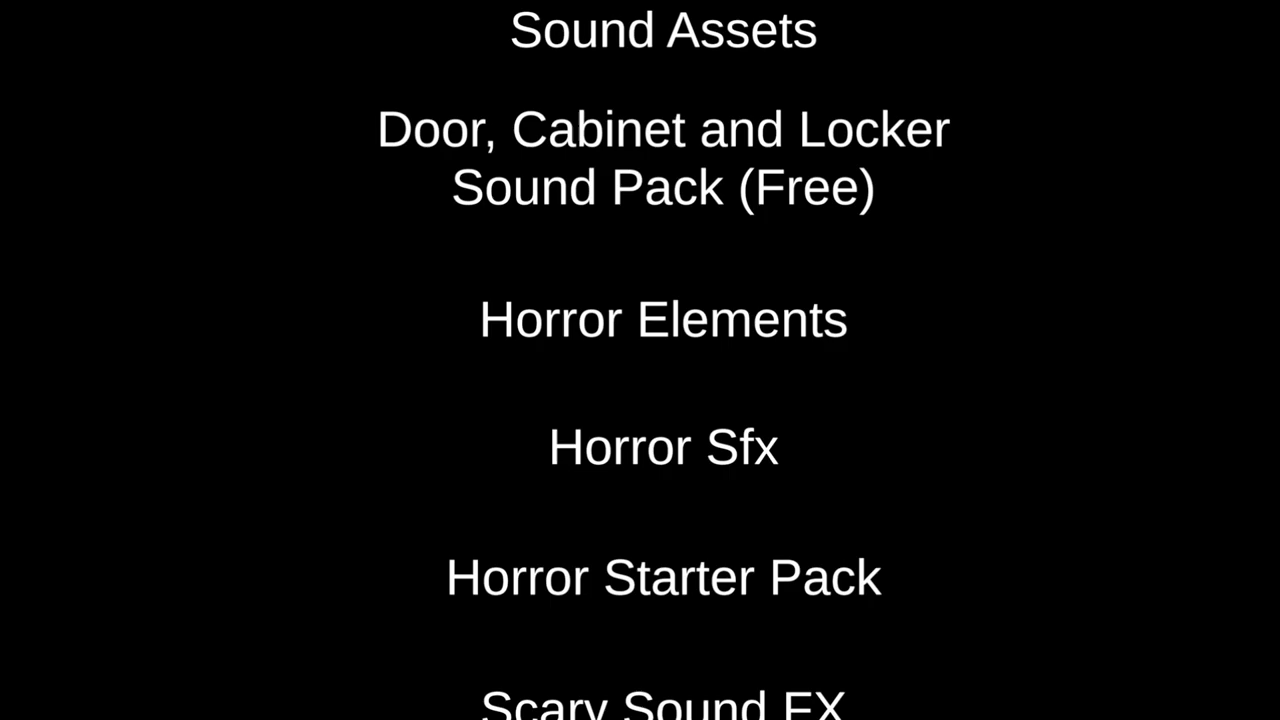 Sound Assets
Door, Cabinet and Locker
Sound Pack (Free)
Horror Elements
Horror Sfx
Horror Starter Pack
Scary Sound FX